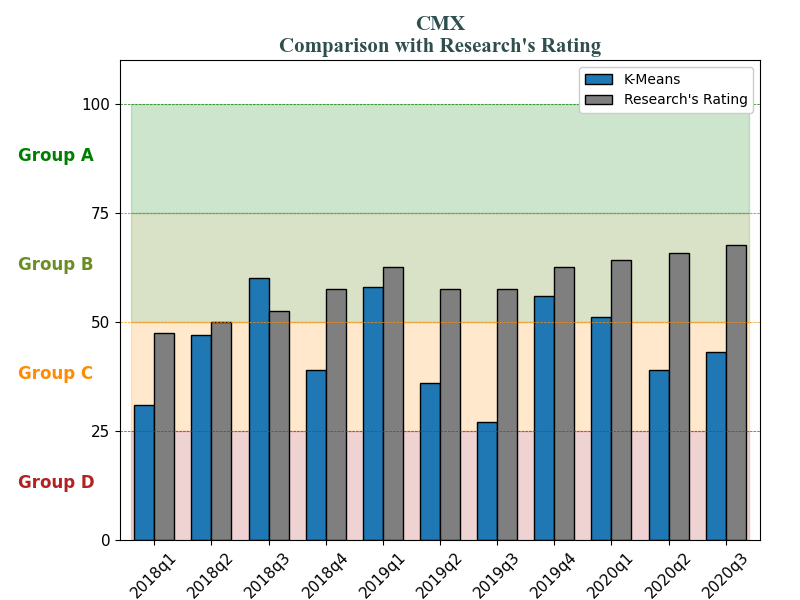 CMX
Comparison with Research's Rating
K-Means
Research's Rating
100
Group A
75
Group B
50
Group C
25
Group D
0
2018q1
2018q2
2018q3
2018q4
2019q1
2019q2
2019q3
2019q4
2020q1
2020q2
2020q3